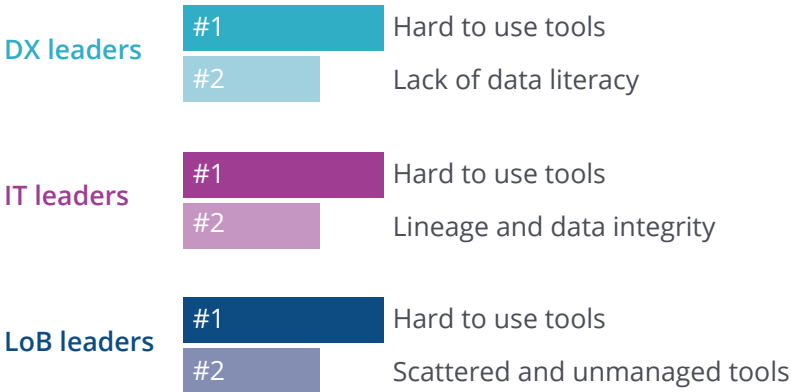 DX leaders
#1 Hard to use tools
#2 Lack of data literacy
IT leaders
#1 Hard to use tools
#2 Lineage and data integrity
LoB leaders
#1 Hard to use tools
#2 Scattered and unmanaged tools